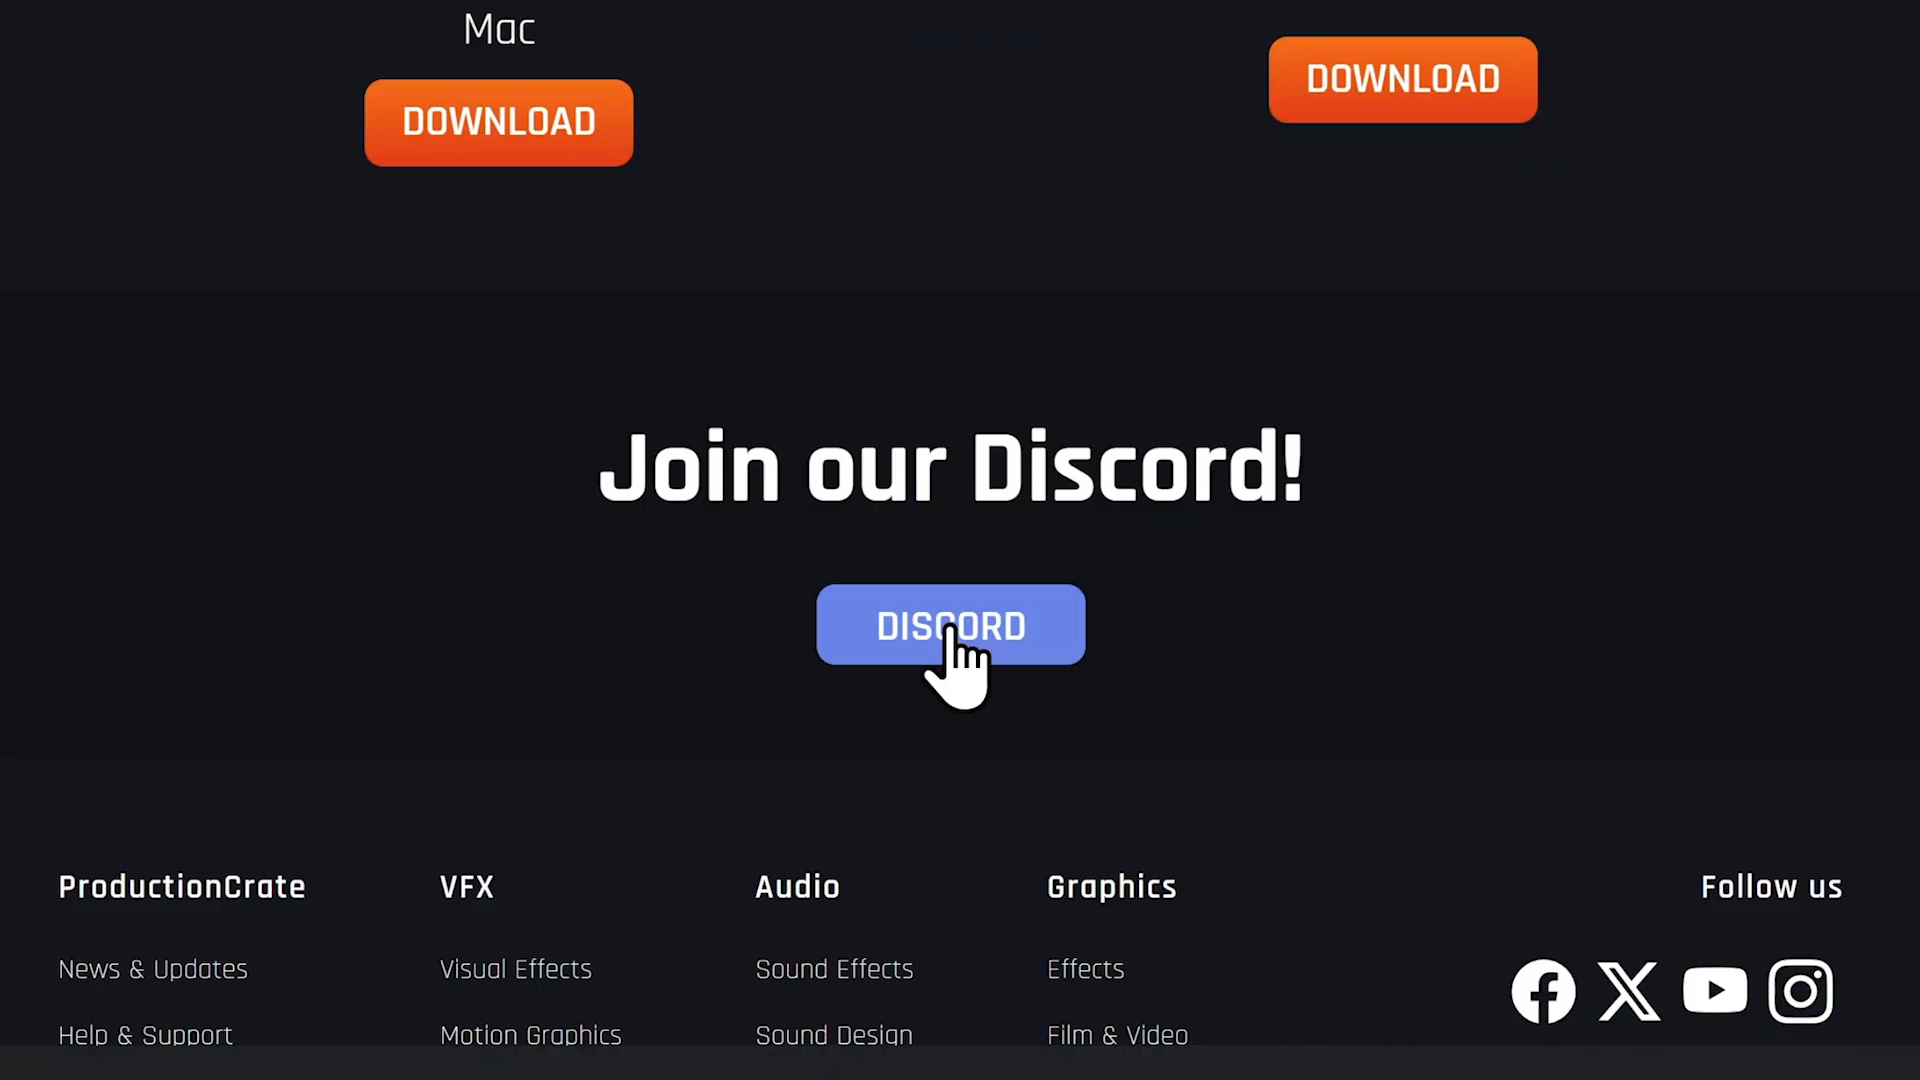 Mac
DOWNLOAD
DOWNLOAD
Join our Discord!
DISCORD
ProductionCrate
VFX
Audio
Graphics
Follow us
News & Updates
Visual Effects
Sound Effects
Effects
Help & Support
Motion Graphics
Sound Design
Film & Video